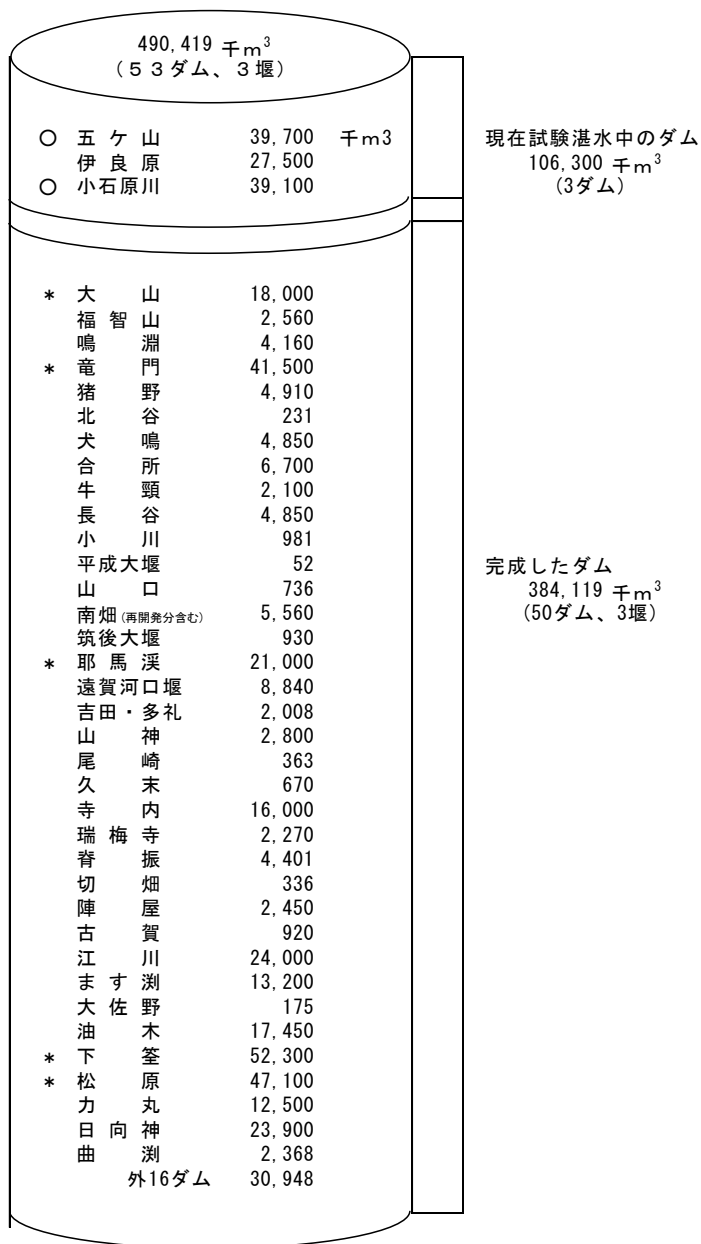 490,419 千m³
(53ダム、3堰)
○ 五ケ山 39,700 千m3
伊良原 27,500
○ 小石原川 39,100
現在試験湛水中のダム
106,300 千m³
(3ダム)
* 大山 18,000
福智山 2,560
鳴淵 4,160
* 竜門 41,500
猪野 4,910
北谷 231
犬鳴 4,850
合所 6,700
牛頸 2,100
長谷 4,850
小川 981
平成大堰 52
山口 736
南畑(再開発分含む) 5,560
筑後大堰 930
* 耶馬渓 21,000
遠賀河口堰 8,840
吉田・多礼 2,008
山神 2,800
尾崎 363
久末 670
寺内 16,000
瑞梅寺 2,270
脊振 4,401
切畑 336
陣屋 2,450
古賀 920
江川 24,000
ます渕 13,200
大佐野 175
油木 17,450
* 下筌 52,300
* 松原 47,100
力丸 12,500
日向神 23,900
曲渕 2,368
外16ダム 30,948
完成したダム
384,119 千m³
(50ダム、3堰)